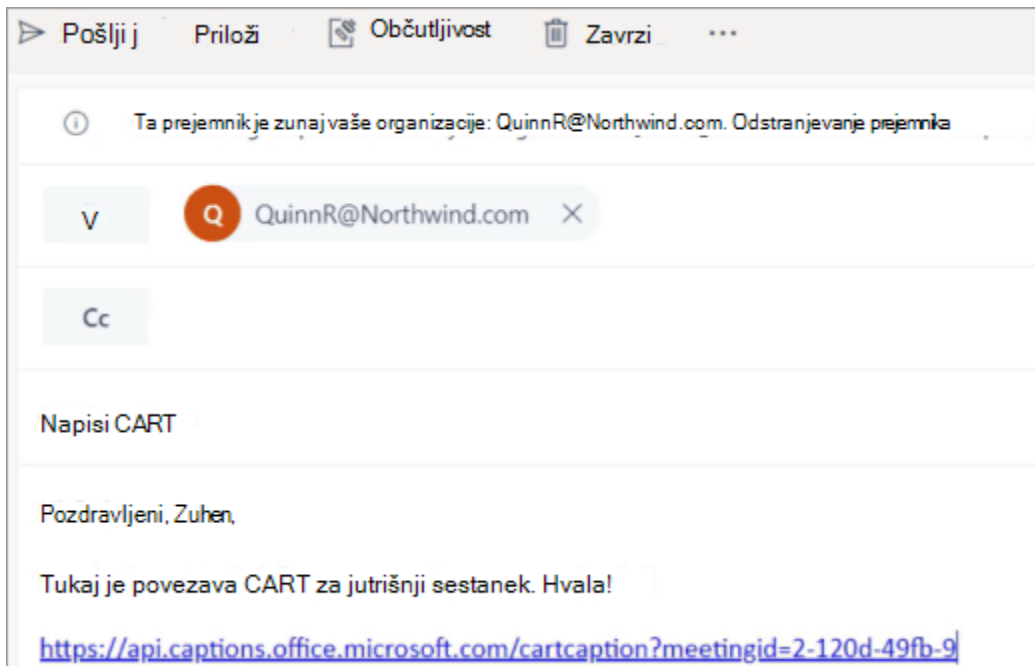 Pošlji j Priloži Občutljivost Zavrzi ...
Ta prejemnik je zunaj vaše organizacije: QuinnR@Northwind.com. Odstranjevanje prejemnika
V Q QuinnR@Northwind.com
Cc
Napisi CART
Pozdravljeni, Zuhen,
Tukaj je povezava CART za jutrišnji sestanek. Hvala!
https://api.captions.office.microsoft.com/cartcaption?meetingid=2-120d-49fb-9